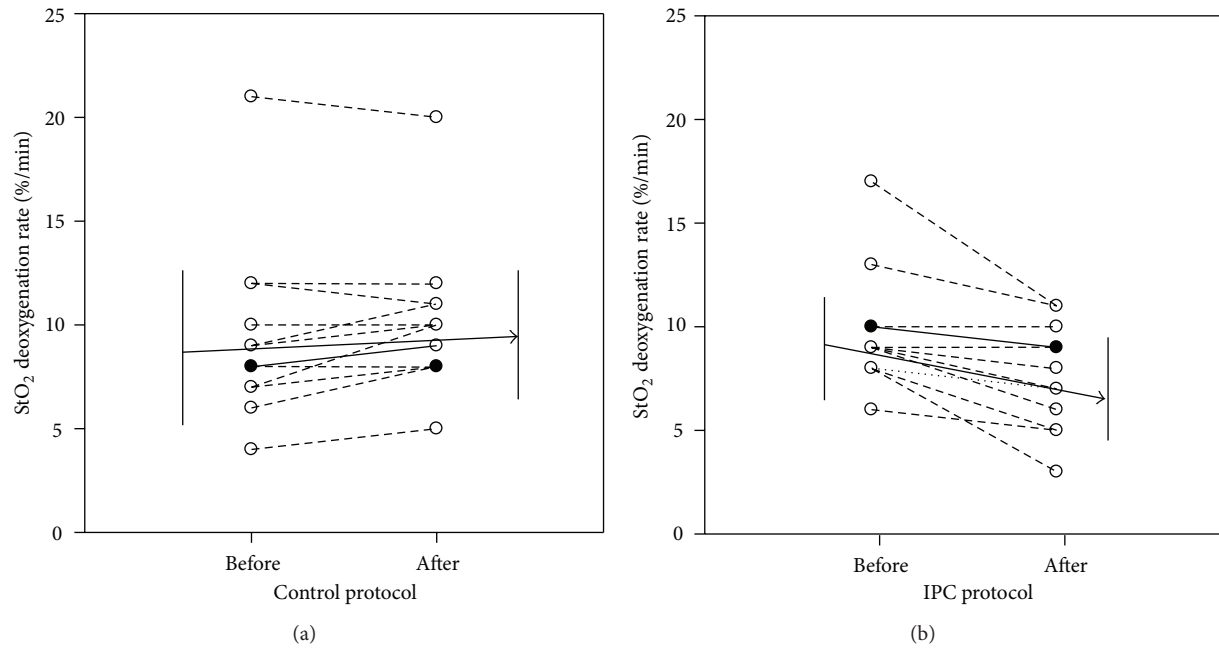 25
20
15
10
5
0
StO₂ deoxygenation rate (%/min)
Before
After
Control protocol
(a)
25
20
15
10
5
0
StO₂ deoxygenation rate (%/min)
Before
After
IPC protocol
(b)